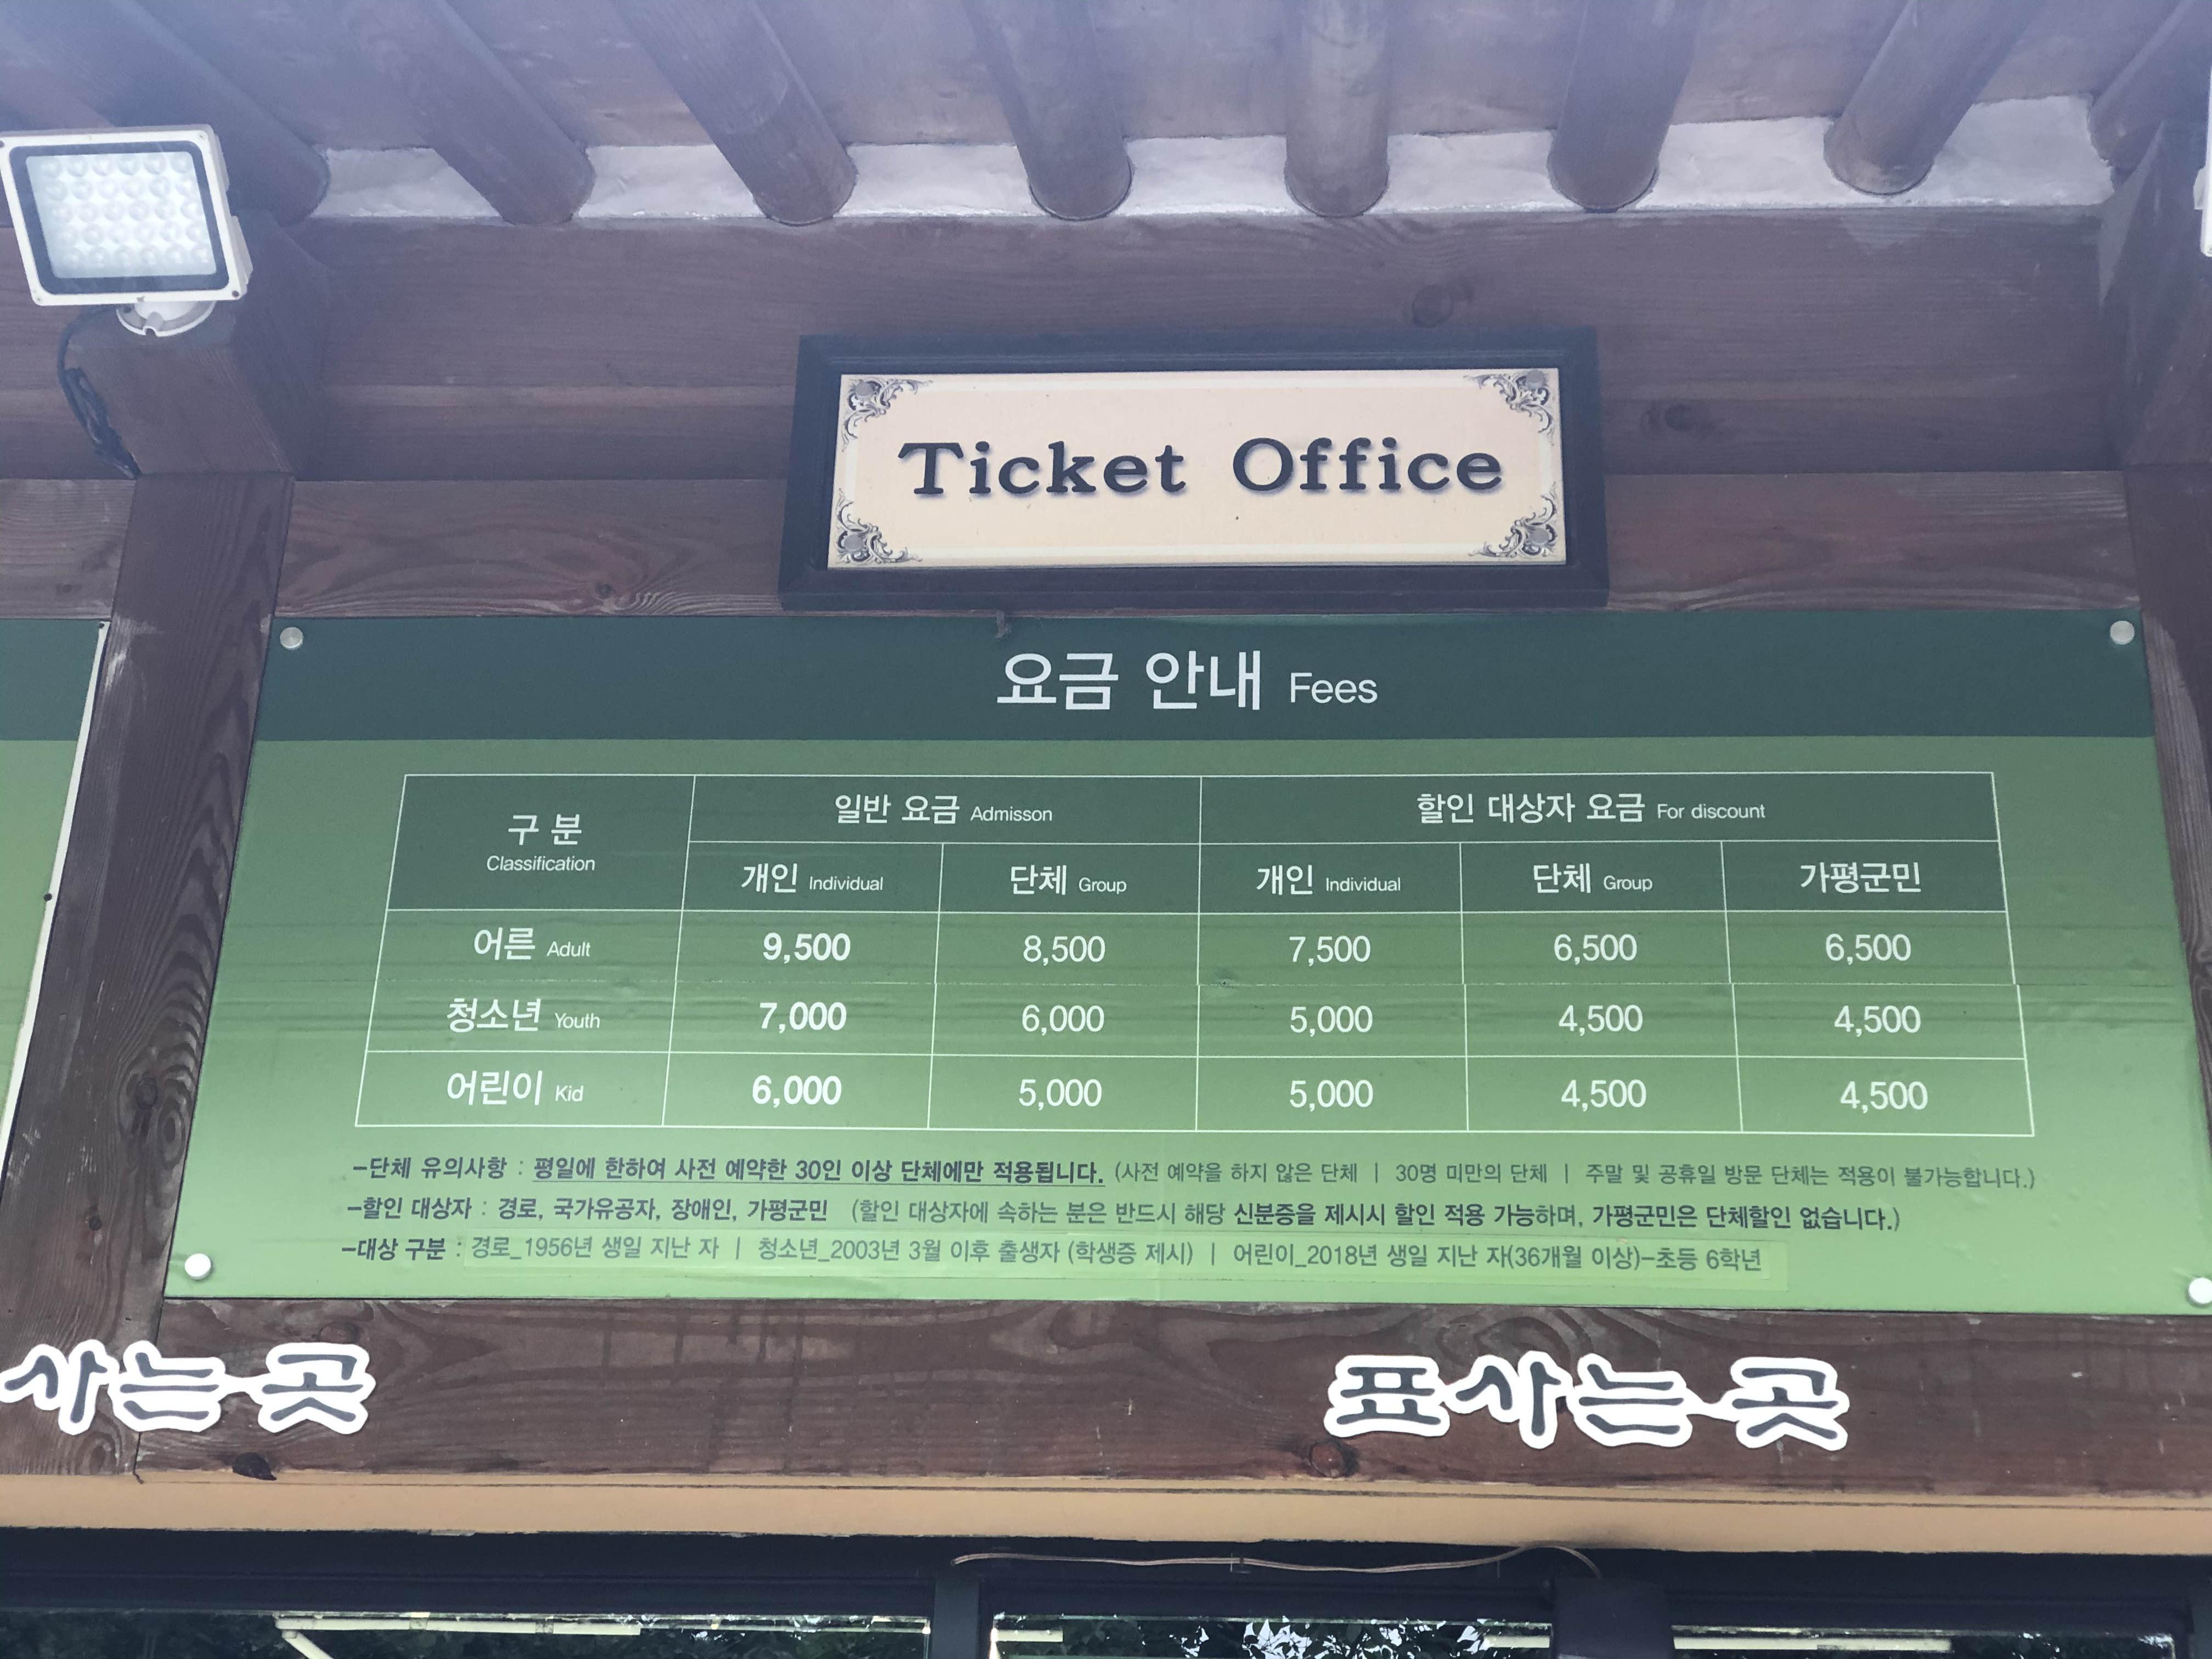 Ticket Office
요금 안내 Fees
구 분 Classification 일반 요금 Admisson 할인 대상자 요금 For discount
개인 Individual 단체 Group 개인 Individual 단체 Group 가평군민
어른 Adult 9,500 8,500 7,500 6,500 6,500
청소년 Youth 7,000 6,000 5,000 4,500 4,500
어린이 Kid 6,000 5,000 5,000 4,500 4,500
-단체 유의사항 : 평일에 한하여 사전 예약한 30인 이상 단체에만 적용됩니다. (사전 예약을 하지 않은 단체 | 30명 미만의 단체 | 주말 및 공휴일 방문 단체는 적용이 불가능합니다.)
-할인 대상자 : 경로, 국가유공자, 장애인, 가평군민 (할인 대상자에 속하는 분은 반드시 해당 신분증을 제시시 할인 적용 가능하며, 가평군민은 단체할인 없습니다.)
-대상 구분 : 경로_1956년 생일 지난 자 | 청소년_2003년 3월 이후 출생자 (학생증 제시) | 어린이_2018년 생일 지난 자(36개월 이상)-초등 6학년
사는 곳 표사는 곳